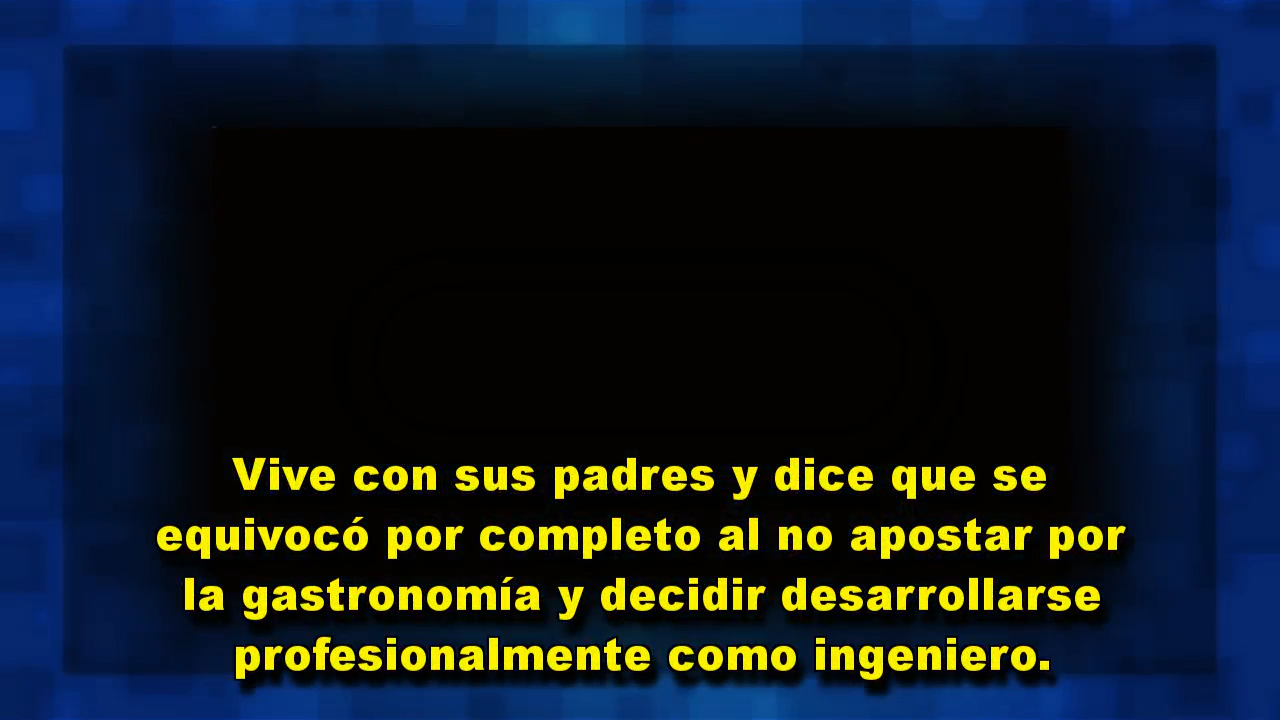 Vive con sus padres y dice que se
equivocó por completo al no apostar por
la gastronomía y decidir desarrollarse
profesionalmente como ingeniero.